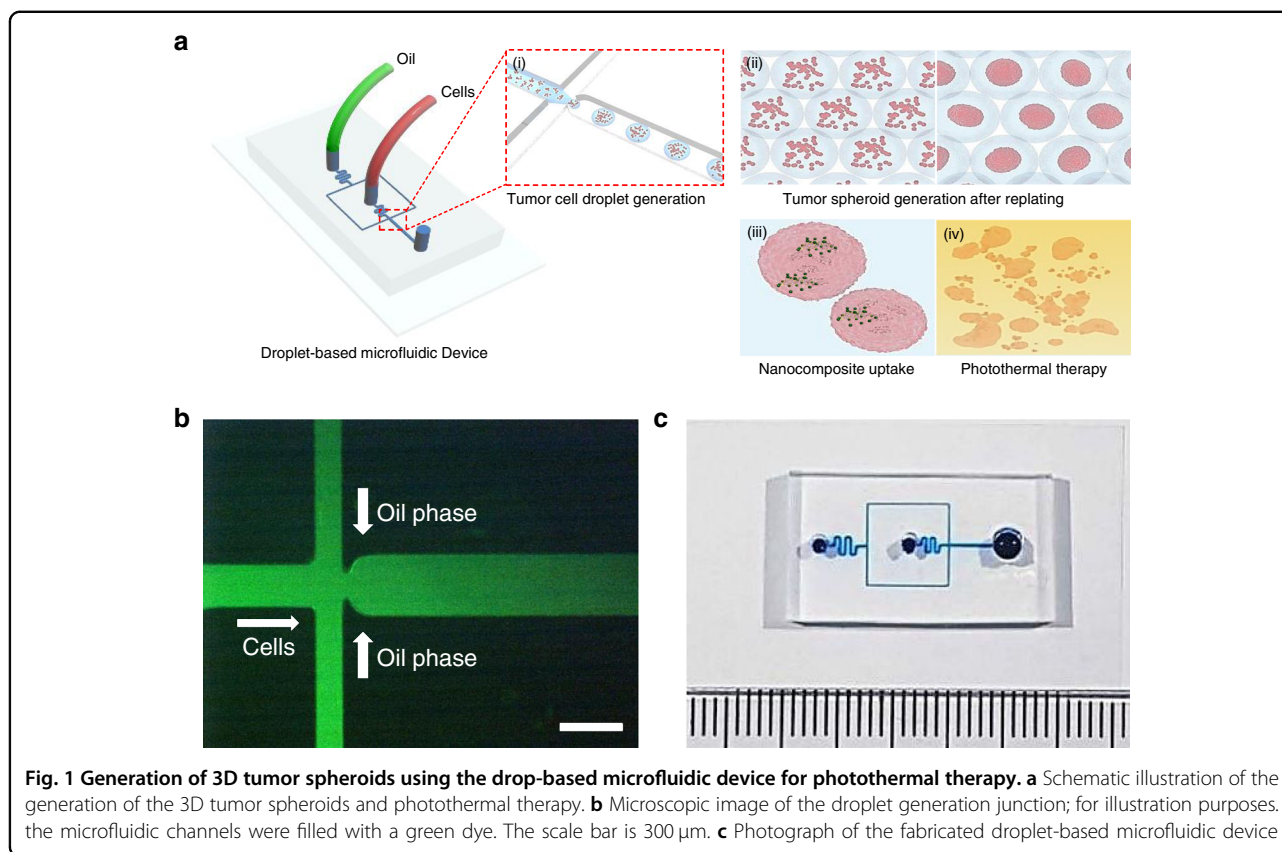 a
Oil
Cells
(i)
Tumor cell droplet generation
(ii)
Tumor spheroid generation after replating
(iii)
(iv)
Droplet-based microfluidic Device
Nanocomposite uptake
Photothermal therapy
b
Oil phase
Cells
Oil phase
c
Fig. 1 Generation of 3D tumor spheroids using the drop-based microfluidic device for photothermal therapy. a Schematic illustration of the
generation of the 3D tumor spheroids and photothermal therapy. b Microscopic image of the droplet generation junction; for illustration purposes.
the microfluidic channels were filled with a green dye. The scale bar is 300 μm. c Photograph of the fabricated droplet-based microfluidic device